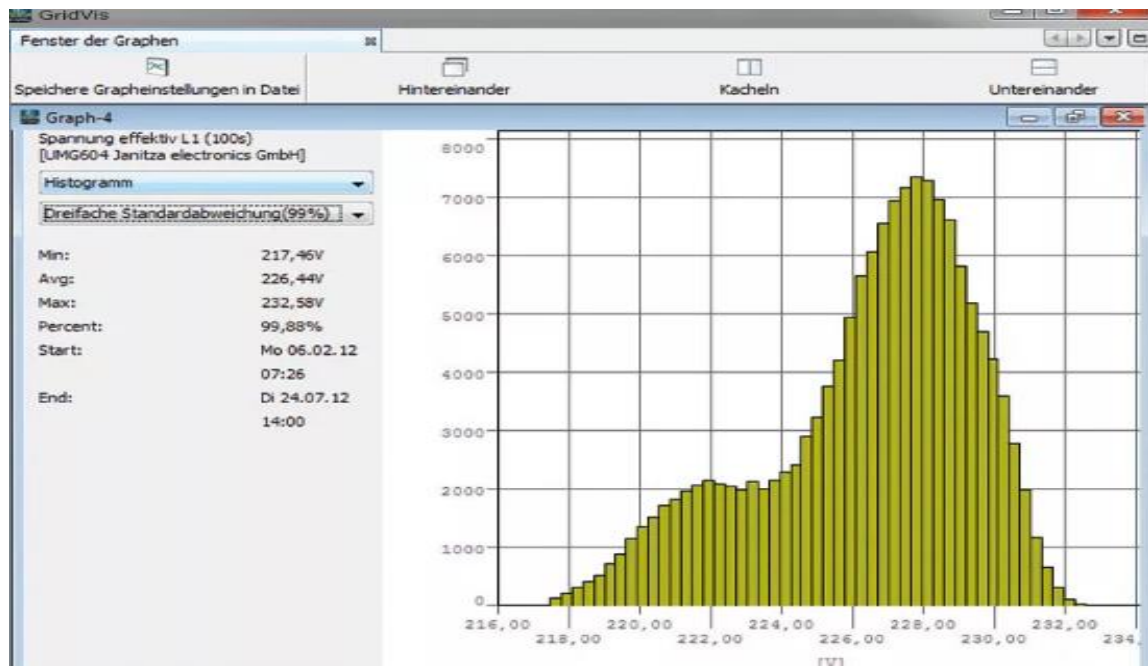 GridVis
Fenster der Graphen
Speichere Grapheinstellungen in Datei
Hintereinander
Kacheln
Untereinander
Graph-4
Spannung effektiv L1 (100s)
[UMG604 Janitza electronics GmbH]
Histogramm
Dreifache Standardabweichung(99%)
Min: 217,46V
Avg: 226,44V
Max: 232,58V
Percent: 99,88%
Start: Mo 06.02.12
07:26
End: Di 24.07.12
14:00
8000
7000
6000
5000
4000
3000
2000
1000
0
216,00 220,00 224,00 228,00 232,00
218,00 222,00 226,00 230,00 234,
[V]